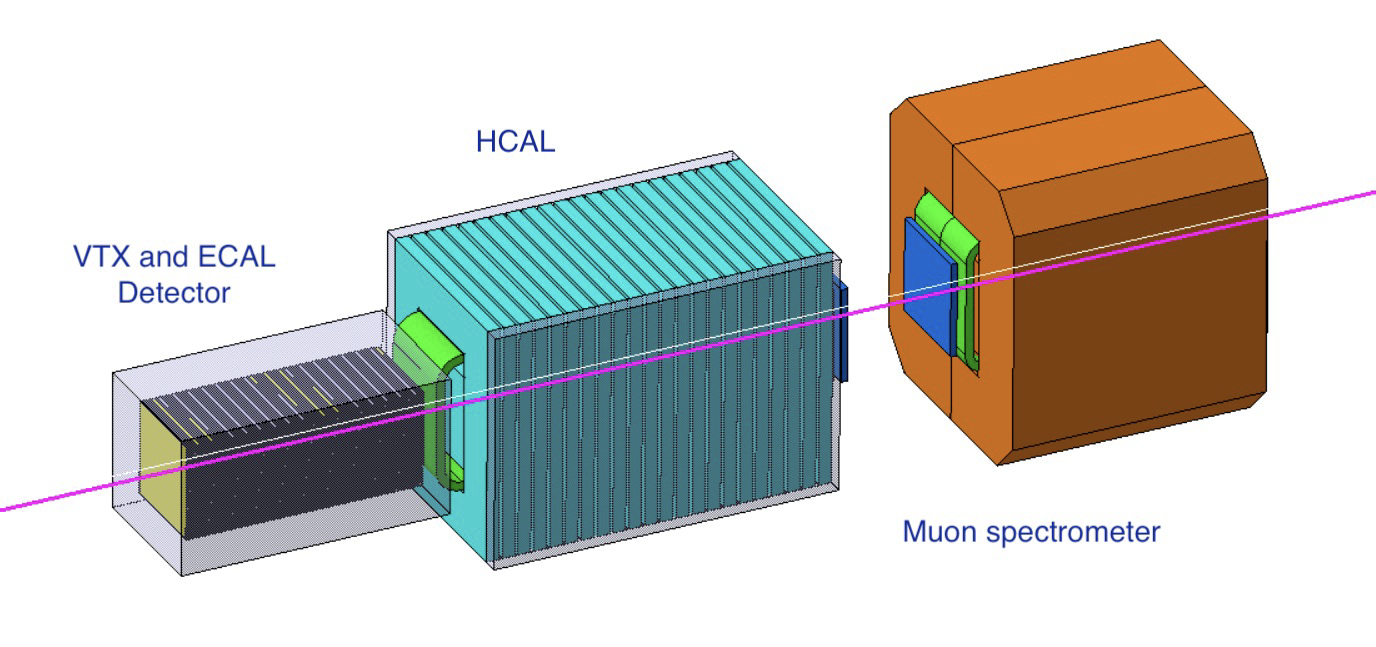 HCAL
VTX and ECAL
Detector
Muon spectrometer